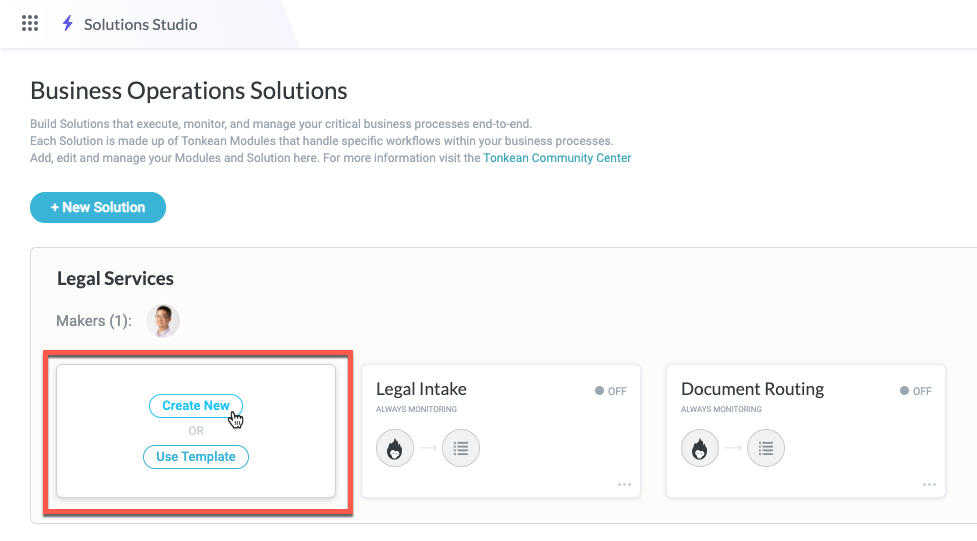 Solutions Studio
Business Operations Solutions
Build Solutions that execute, monitor, and manage your critical business processes end-to-end.
Each Solution is made up of Tonkean Modules that handle specific workflows within your business processes.
Add, edit and manage your Modules and Solution here. For more information visit the Tonkean Community Center
+ New Solution
Legal Services
Makers (1):
Create New
OR
Use Template
Legal Intake
OFF
ALWAYS MONITORING
Document Routing
OFF
ALWAYS MONITORING